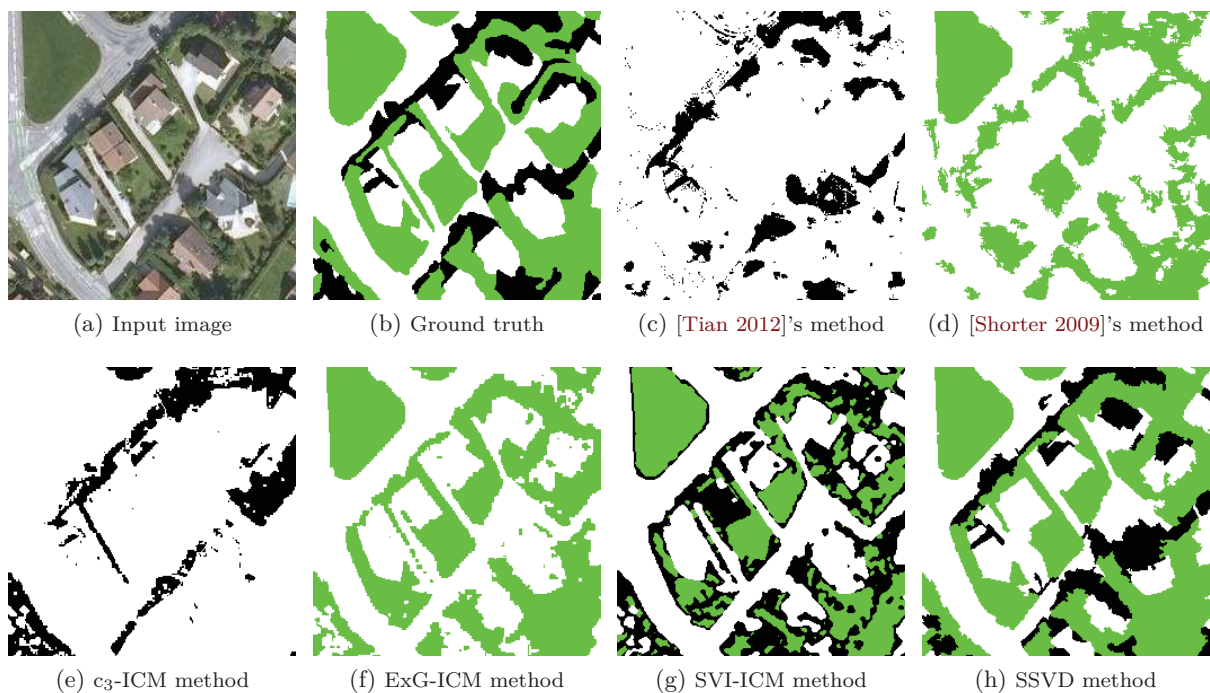 (a) Input image
(b) Ground truth
(c) [Tian 2012]'s method
(d) [Shorter 2009]'s method
(e) c₃-ICM method
(f) ExG-ICM method
(g) SVI-ICM method
(h) SSVD method